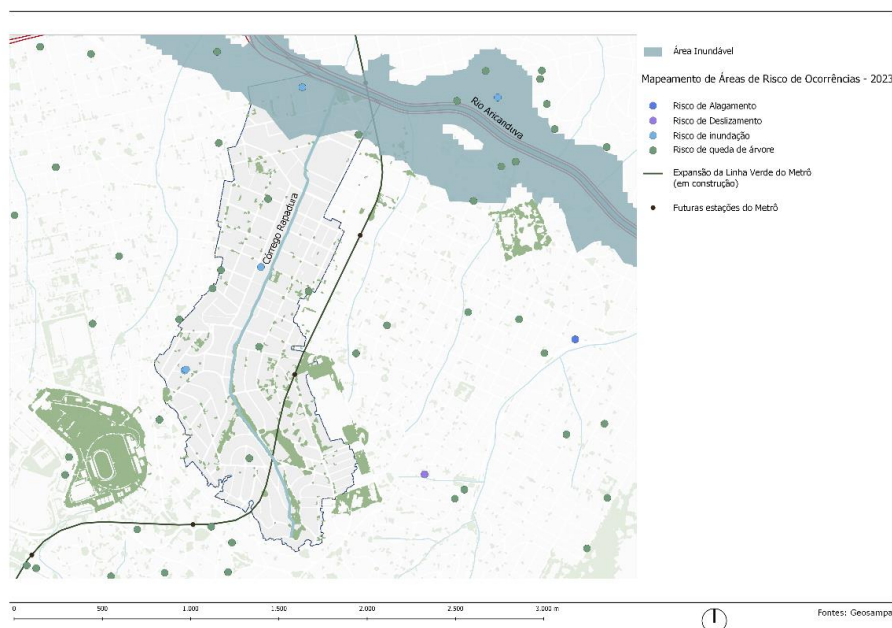 Área Inundável
Mapeamento de Áreas de Risco de Ocorrências - 2023
Risco de Alagamento
Risco de Deslizamento
Risco de inundação
Risco de queda de árvore
Expansão da Linha Verde do Metrô
(em construção)
Futuras estações do Metrô
Rio Aricanduva
Córrego Rapadura
0 500 1.000 1.500 2.000 2.500 3.000 m
Fontes: Geosampa